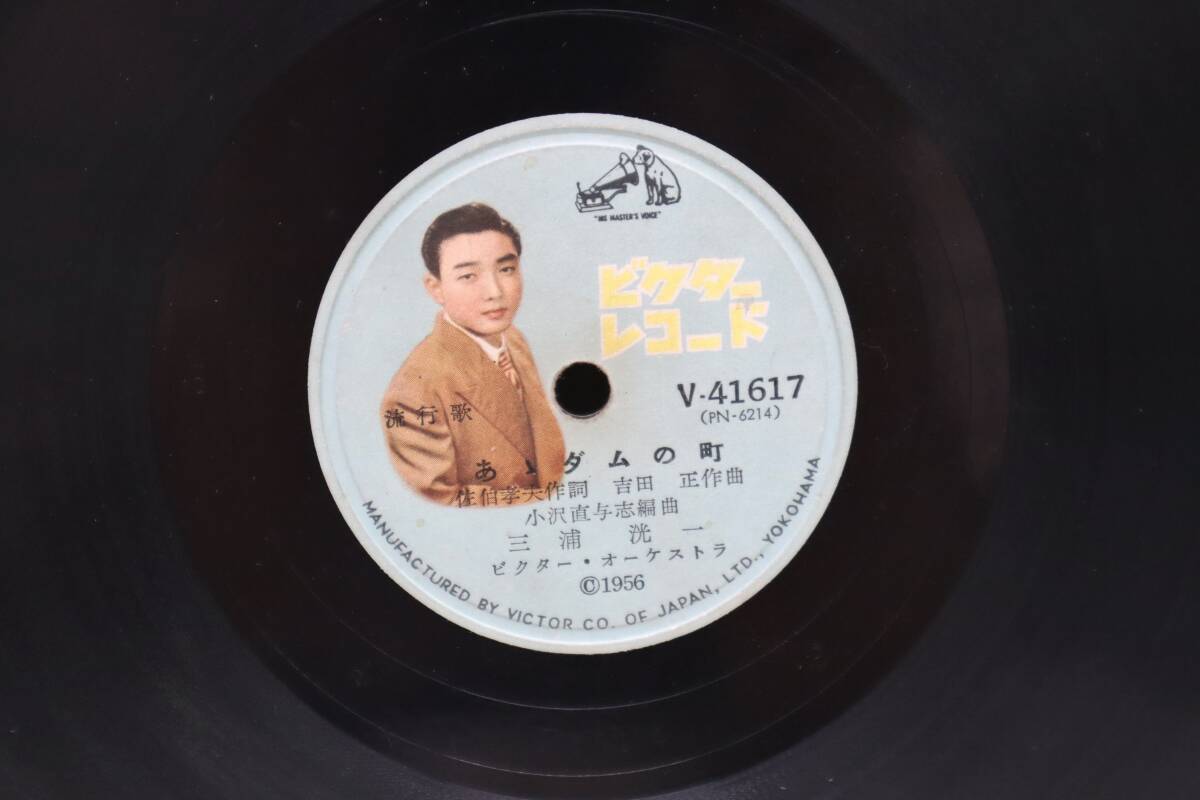 "HIS MASTER'S VOICE"
ビクター
レコード
V-41617
(PN-6214)
流行歌
あゝダムの町
佐伯孝夫作詞 吉田 正作曲
小沢直与志編曲
三浦 洸一
ビクター・オーケストラ
©1956
MANUFACTURED BY VICTOR CO. OF JAPAN, LTD., YOKOHAMA